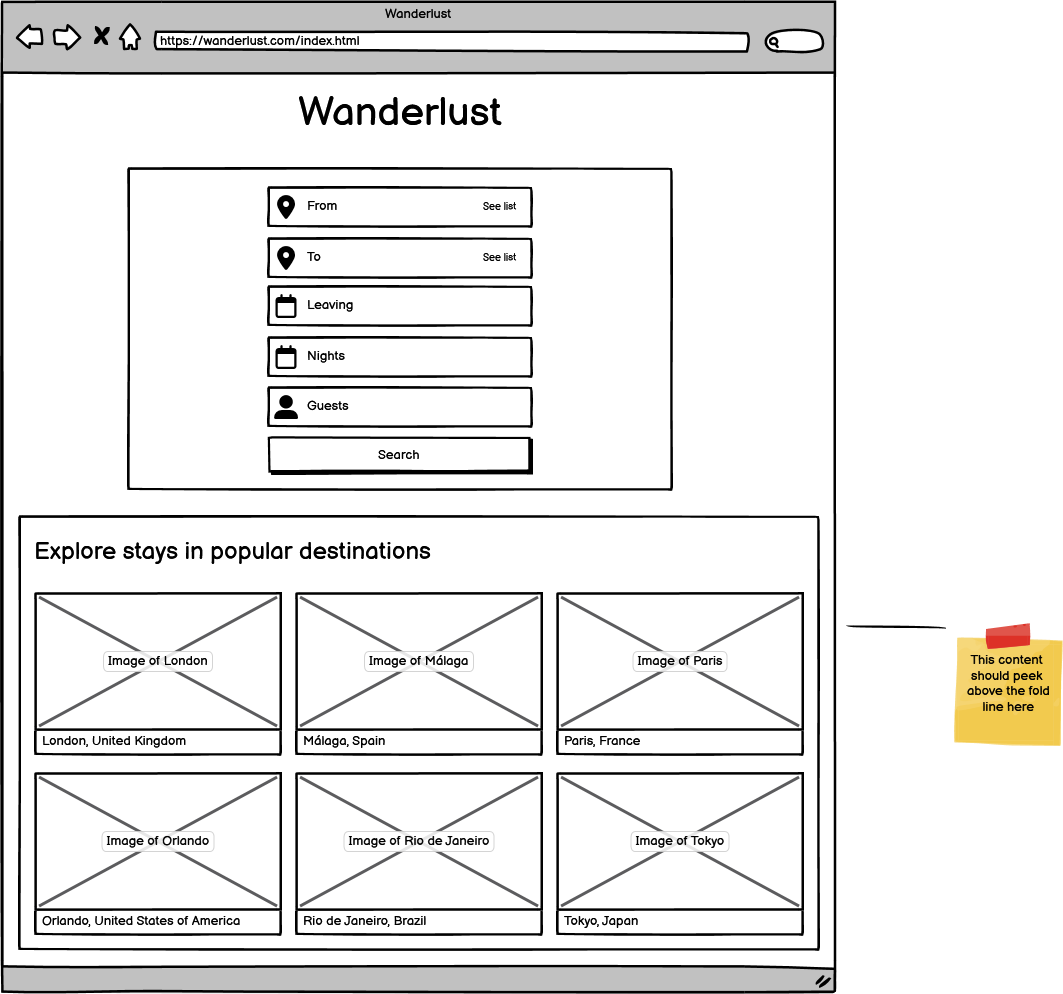 Wanderlust
https://wanderlust.com/index.html
Wanderlust
From See list
To See list
Leaving
Nights
Guests
Search
Explore stays in popular destinations
Image of London
Image of Málaga
Image of Paris
London, United Kingdom
Málaga, Spain
Paris, France
Image of Orlando
Image of Rio de Janeiro
Image of Tokyo
Orlando, United States of America
Rio de Janeiro, Brazil
Tokyo, Japan
This content
should peek
above the fold
line here